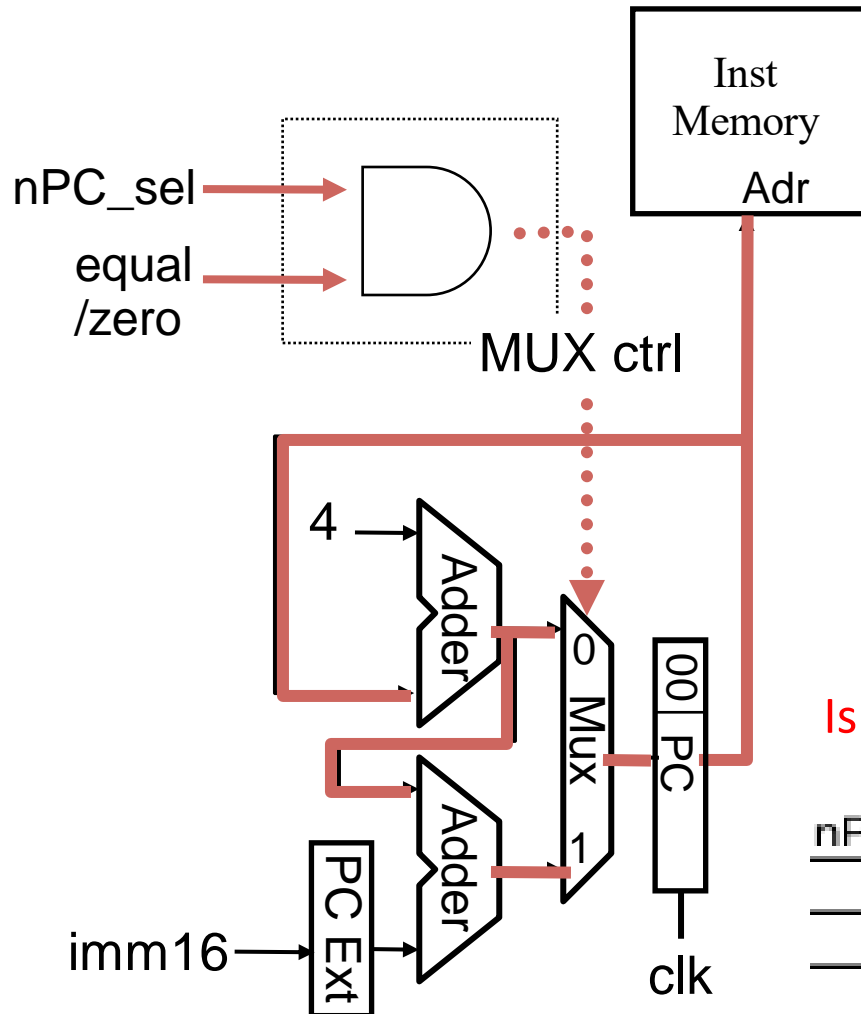 Inst
Memory
Adr
nPC_sel
equal
/zero
MUX ctrl
4
Adder
0
Mux
1
00
PC
Adder
PC Ext
imm16
clk
Is